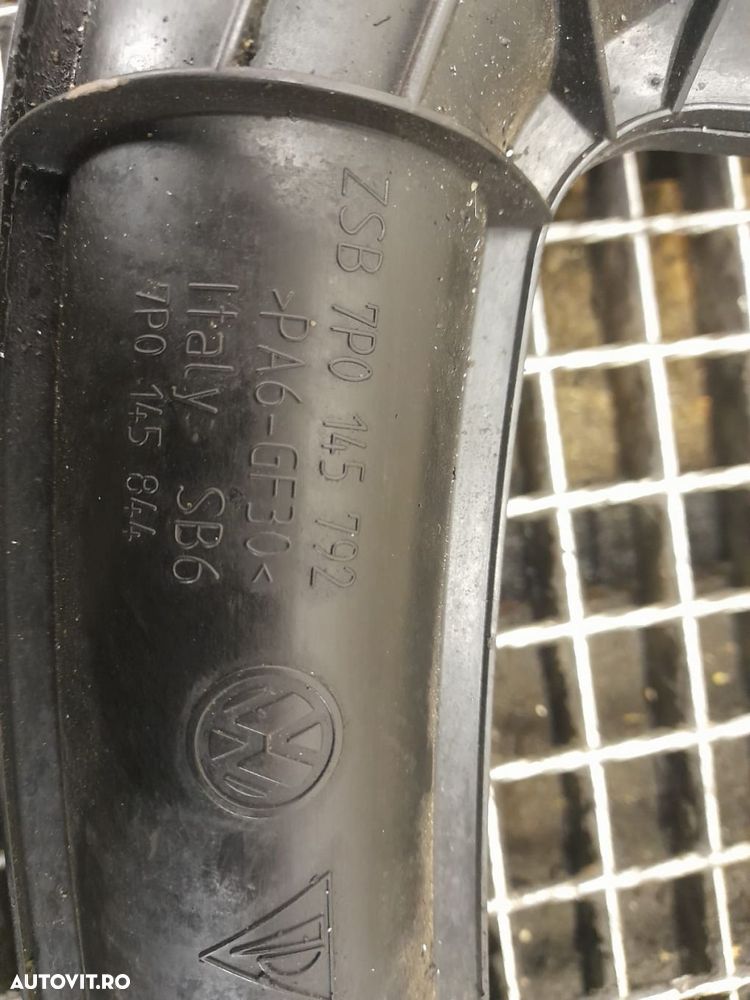 ZSB 7P0 145 792
>PA6-GF30<
Italy SB6
7P0 145 844
AUTOVIT.RO